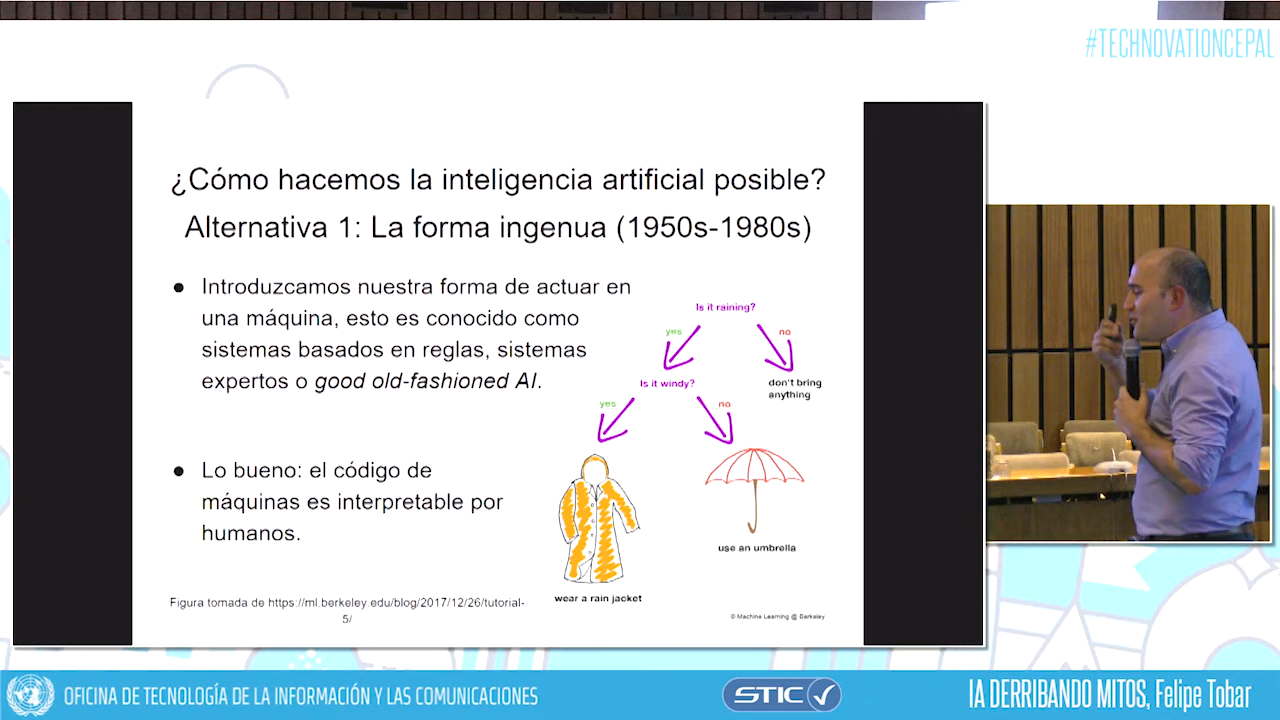 #TECHNOVATIONCEPAL
¿Cómo hacemos la inteligencia artificial posible?
Alternativa 1: La forma ingenua (1950s-1980s)
● Introduzcamos nuestra forma de actuar en
una máquina, esto es conocido como
sistemas basados en reglas, sistemas
expertos o good old-fashioned AI.
● Lo bueno: el código de
máquinas es interpretable por
humanos.
Is it raining?
yes
no
Is it windy?
don't bring
anything
yes
no
use an umbrella
wear a rain jacket
Figura tomada de https://ml.berkeley.edu/blog/2017/12/26/tutorial-
5/
© Machine Learning @ Berkeley
OFICINA DE TECNOLOGÍA DE LA INFORMACIÓN Y LAS COMUNICACIONES
STIC
IA DERRIBANDO MITOS, Felipe Tobar